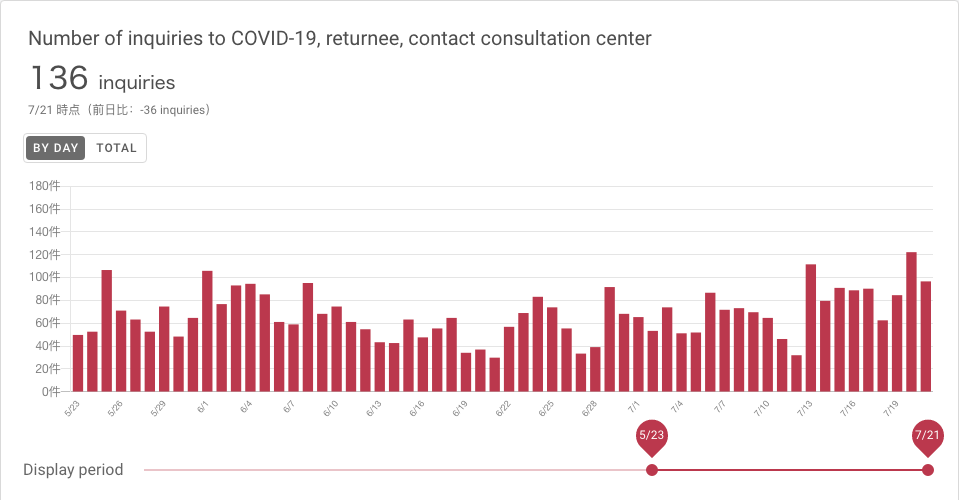 Number of inquiries to COVID-19, returnee, contact consultation center
136 inquiries
7/21 時点（前日比： -36 inquiries）
BY DAY TOTAL
180件
160件
140件
120件
100件
80件
60件
40件
20件
0件
5/23 5/26 5/29 6/1 6/4 6/7 6/10 6/13 6/16 6/19 6/22 6/25 6/28 7/1 7/4 7/7 7/10 7/13 7/16 7/19
5/23 7/21
Display period